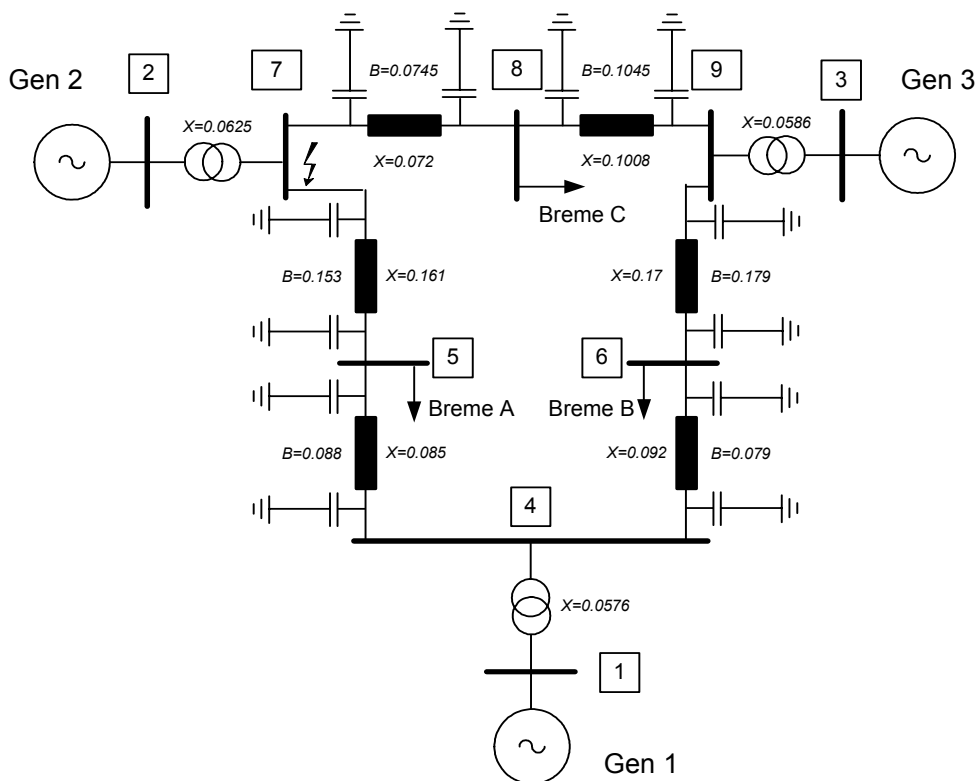 Gen 2
2
7
B=0.0745
8
B=0.1045
9
3
Gen 3
X=0.0625
X=0.072
X=0.1008
X=0.0586
Breme C
B=0.153
X=0.161
X=0.17
B=0.179
5
6
Breme A
Breme B
B=0.088
X=0.085
X=0.092
B=0.079
4
X=0.0576
1
Gen 1